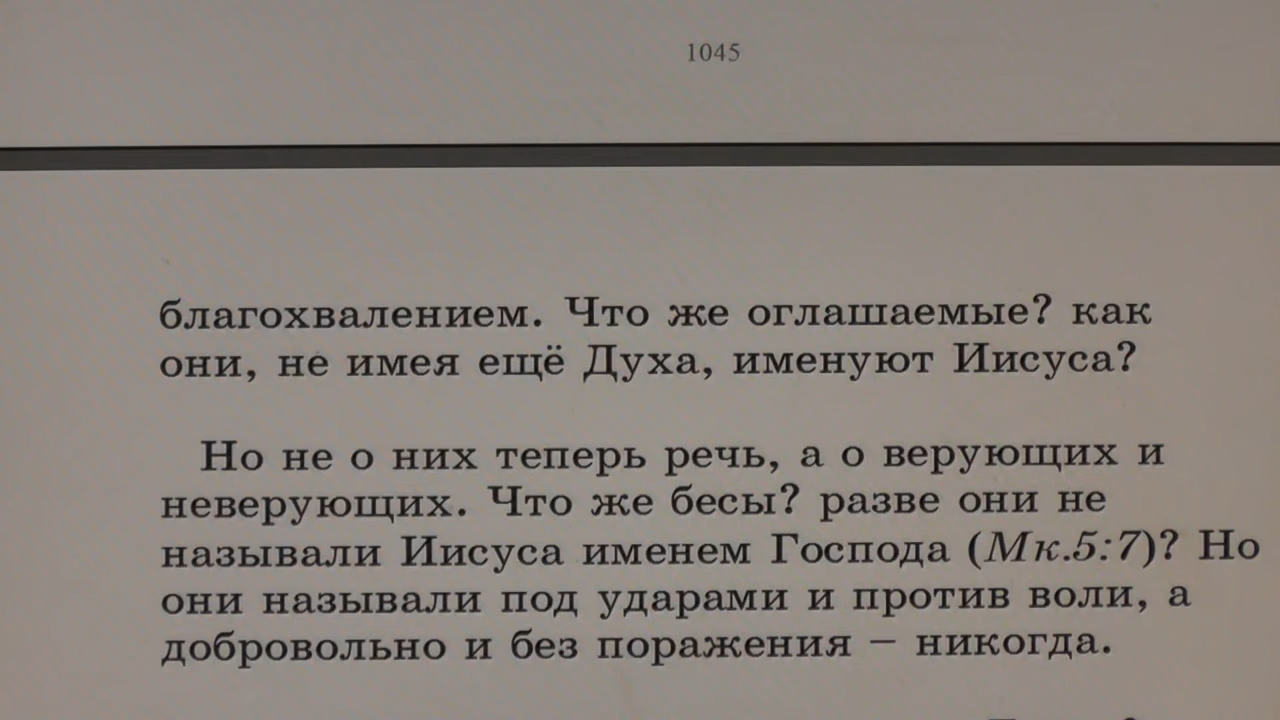 1045
благохвалением. Что же оглашаемые? как
они, не имея ещё Духа, именуют Иисуса?
Но не о них теперь речь, а о верующих и
неверующих. Что же бесы? разве они не
называли Иисуса именем Господа (Мк.5:7)? Но
они называли под ударами и против воли, а
добровольно и без поражения – никогда.